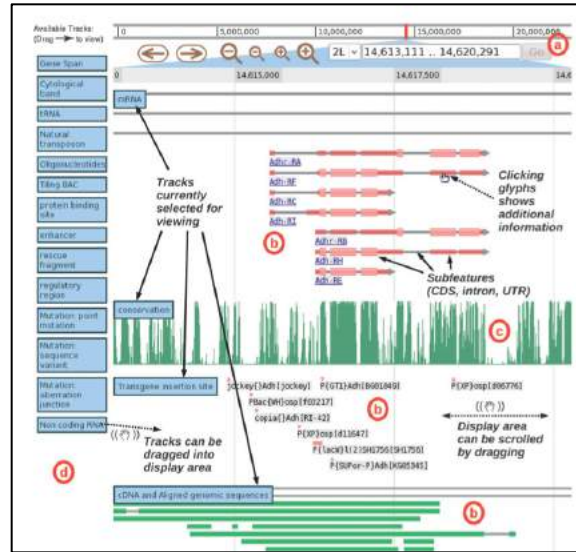 Available Tracks:
(Drag → to view)
0 5,000,000 10,000,000 15,000,000 20,000,000
2L 14,613,111 .. 14,620,291 Go
a
0 14,615,000 14,617,500 14,6
Gene Span
Cytological
band
tRNA
Natural
transposon
Oligonucleotides
Tiling BAC
protein binding
site
enhancer
rescue
fragment
regulatory
region
Mutation: point
mutation
Mutation:
sequence
variant
Mutation:
aberration
junction
Non coding RNA
d
mRNA
Tracks
currently
selected for
viewing
b
Adhr-RA
Adh-RF
Adh-RC
Adh-RI
Adhr-RB
Adh-RH
Adh-RE
Clicking
glyphs
shows
additional
information
Subfeatures
(CDS, intron, UTR)
conservation
c
Transgene insertion site
jockey{}Adh[jockey]
P{GT1}Adh[BG01049]
P{XP}osp[d06776]
PBac{WH}osp[f03217]
copia{}Adh[RI-42]
b
P{XP}osp[d11647]
P{lacW}l(2)SH1756[SH1756]
P{SUPor-P}Adh[KG05345]
((  ))
Tracks can be
dragged into
display area
((  ))
Display area
can be scrolled
by dragging
cDNA and Aligned genomic sequences
b